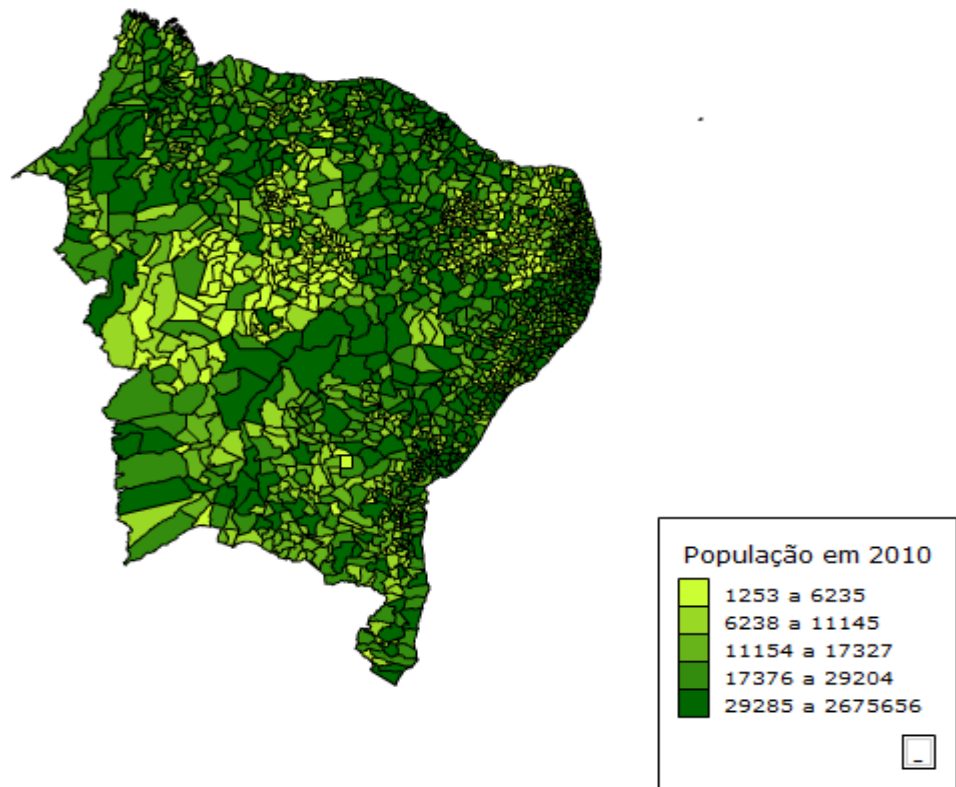 População em 2010
1253 a 6235
6238 a 11145
11154 a 17327
17376 a 29204
29285 a 2675656